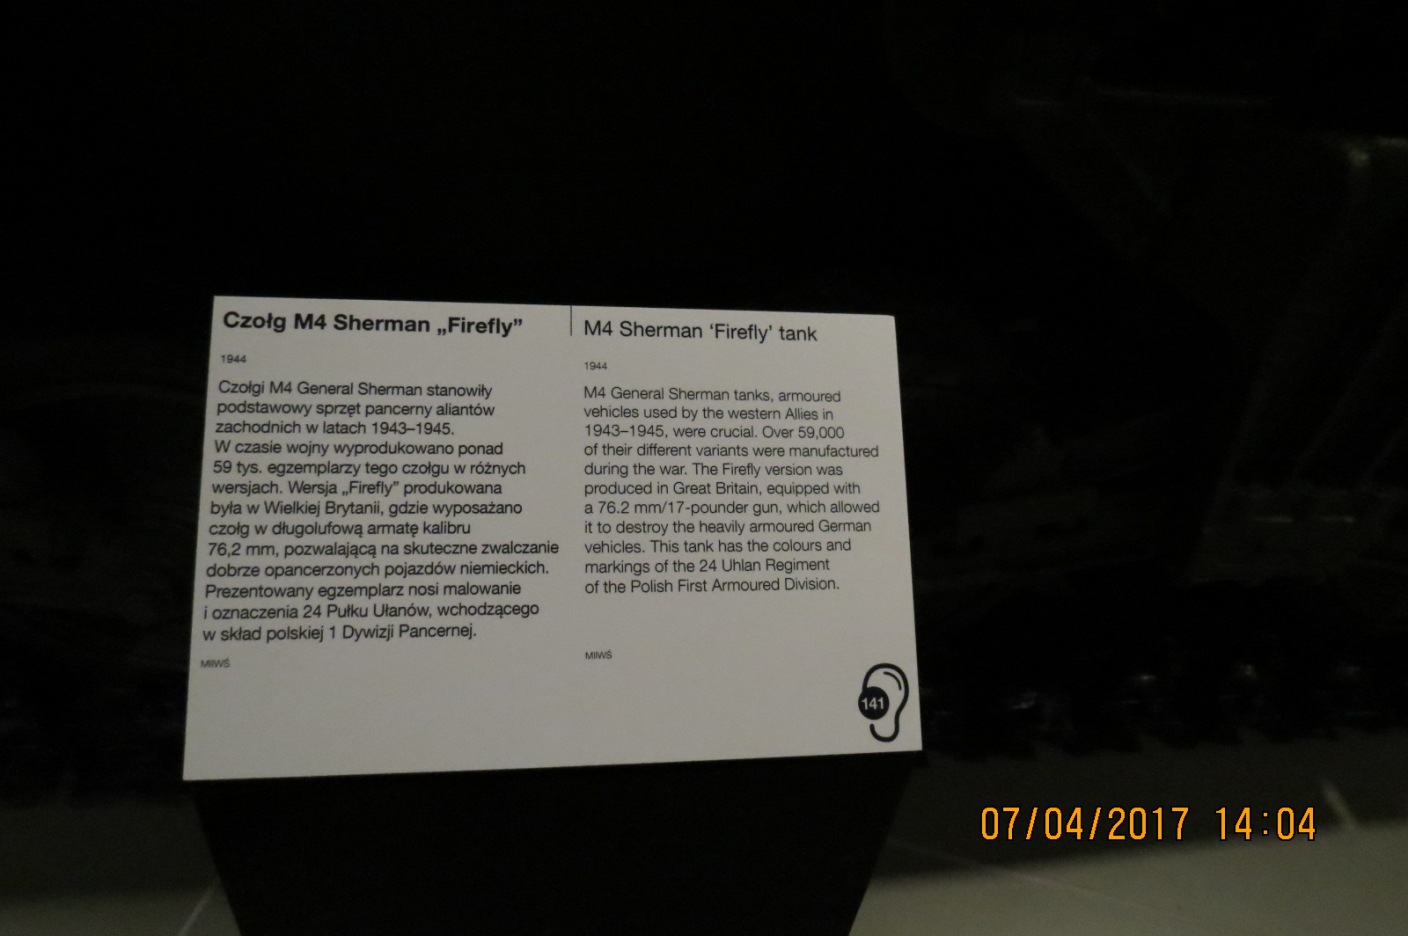 Czołg M4 Sherman „Firefly”
1944
Czołgi M4 General Sherman stanowiły
podstawowy sprzęt pancerny aliantów
zachodnich w latach 1943–1945.
W czasie wojny wyprodukowano ponad
59 tys. egzemplarzy tego czołgu w różnych
wersjach. Wersja „Firefly” produkowana
była w Wielkiej Brytanii, gdzie wyposażano
czołg w długolufową armatę kalibru
76,2 mm, pozwalającą na skuteczne zwalczanie
dobrze opancerzonych pojazdów niemieckich.
Prezentowany egzemplarz nosi malowanie
i oznaczenia 24 Pułku Ułanów, wchodzącego
w skład polskiej 1 Dywizji Pancernej.
MIIWŚ
M4 Sherman ‘Firefly’ tank
1944
M4 General Sherman tanks, armoured
vehicles used by the western Allies in
1943–1945, were crucial. Over 59,000
of their different variants were manufactured
during the war. The Firefly version was
produced in Great Britain, equipped with
a 76.2 mm/17-pounder gun, which allowed
it to destroy the heavily armoured German
vehicles. This tank has the colours and
markings of the 24 Uhlan Regiment
of the Polish First Armoured Division.
MIIWŚ
141
07/04/2017 14:04